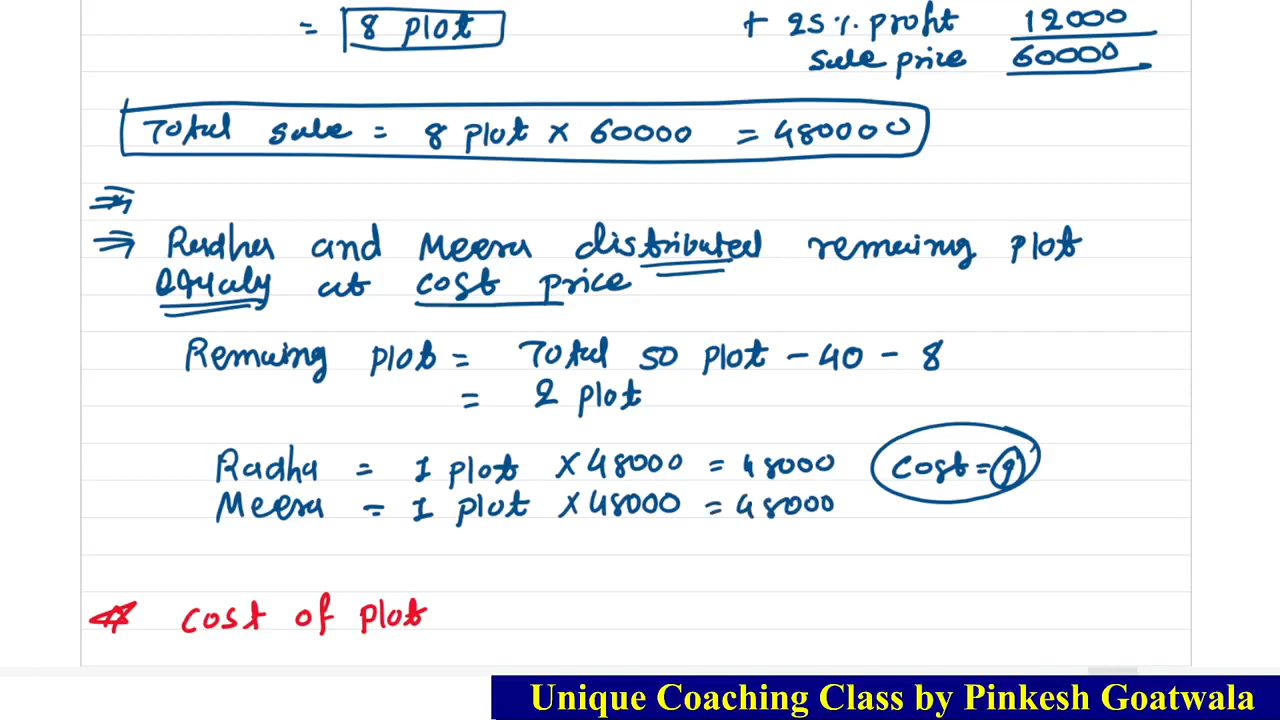 = 8 plot
+ 25% profit 12000
sale price 60000
Total sale = 8 plot × 60000 = 480000
⇒
⇒ Radha and Meera distributed remaining plot
equaly at cost price
Remaing plot = Total 50 plot - 40 - 8
= 2 plot
Radha = 1 plot × 48000 = 48000 cost = ?
Meera = 1 plot × 48000 = 48000
cost of plot
Unique Coaching Class by Pinkesh Goatwala